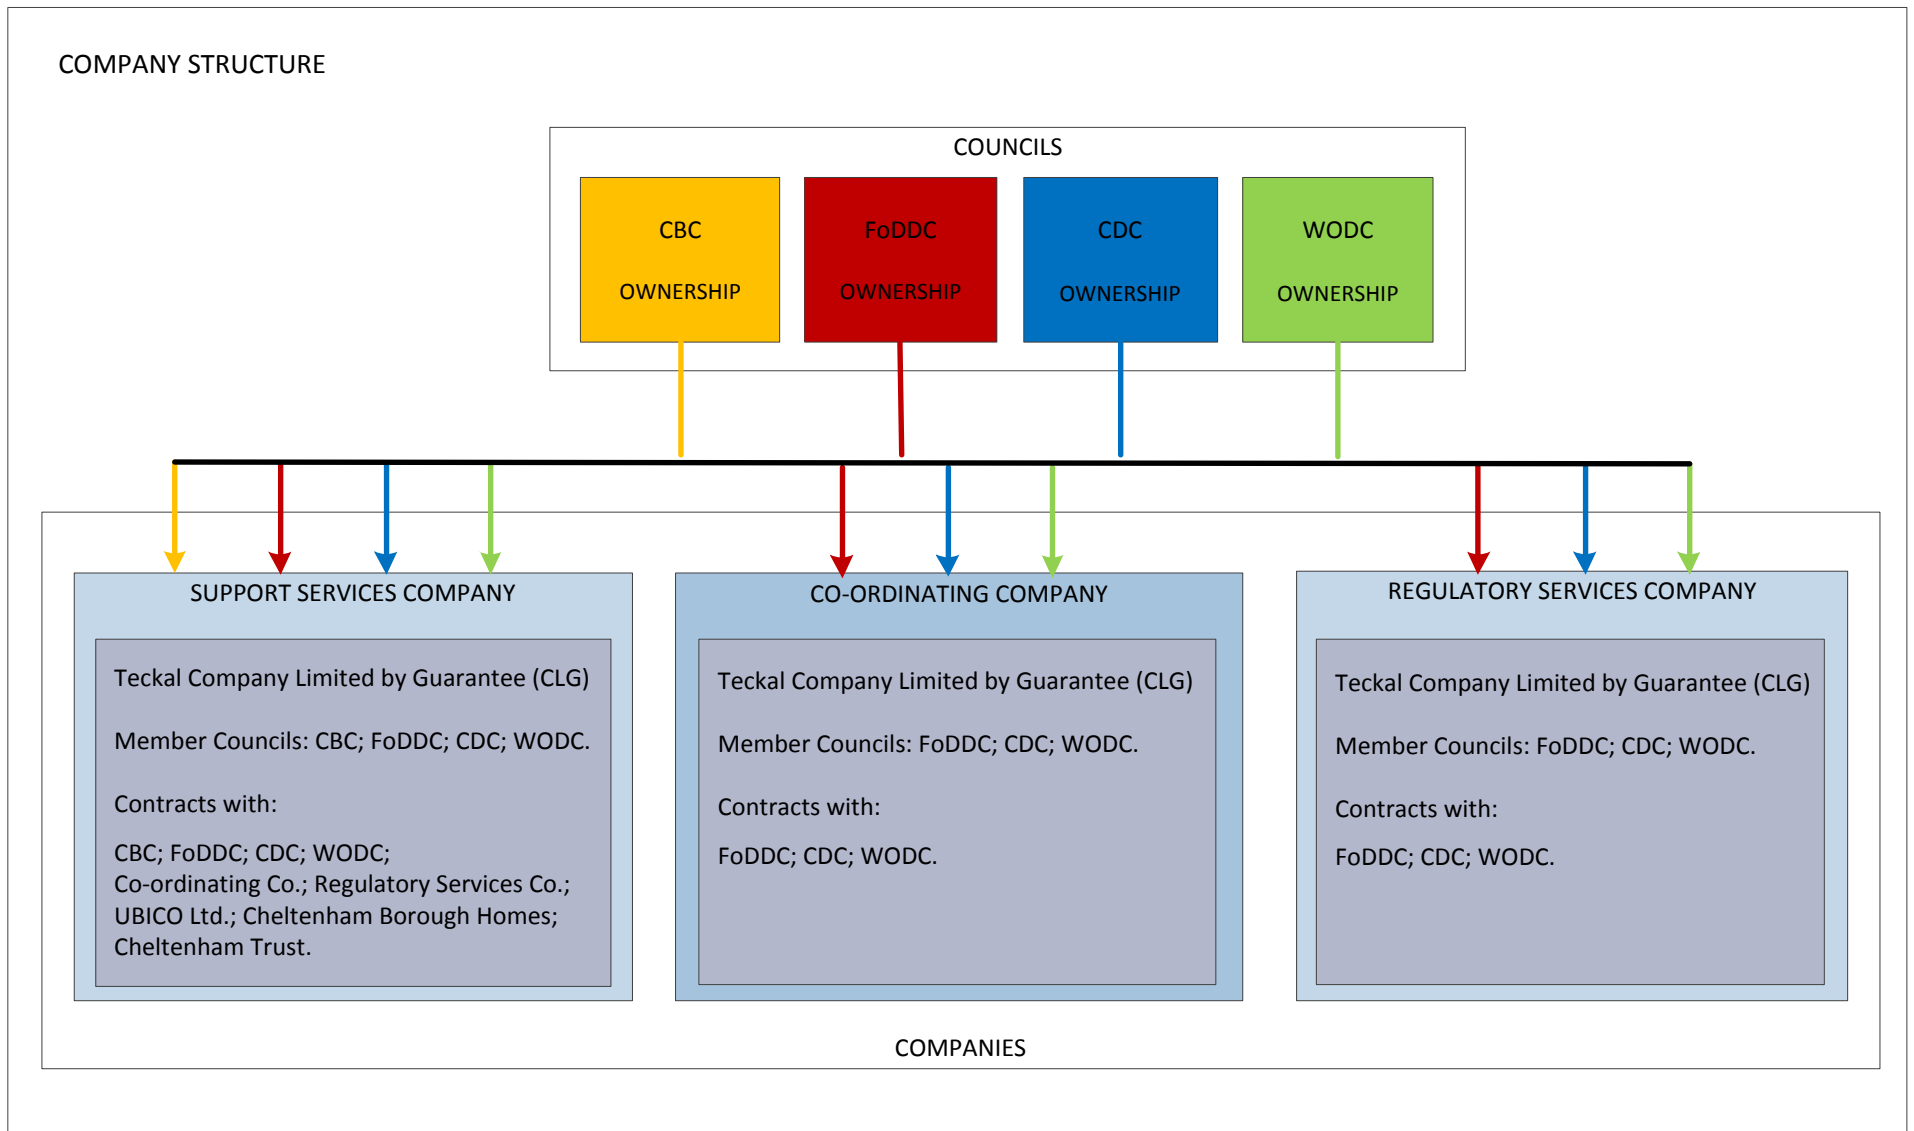 COMPANY STRUCTURE
COUNCILS
CBC
OWNERSHIP
FoDDC
OWNERSHIP
CDC
OWNERSHIP
WODC
OWNERSHIP
SUPPORT SERVICES COMPANY
Teckal Company Limited by Guarantee (CLG)
Member Councils: CBC; FoDDC; CDC; WODC.
Contracts with:
CBC; FoDDC; CDC; WODC;
Co-ordinating Co.; Regulatory Services Co.;
UBICO Ltd.; Cheltenham Borough Homes;
Cheltenham Trust.
CO-ORDINATING COMPANY
Teckal Company Limited by Guarantee (CLG)
Member Councils: FoDDC; CDC; WODC.
Contracts with:
FoDDC; CDC; WODC.
REGULATORY SERVICES COMPANY
Teckal Company Limited by Guarantee (CLG)
Member Councils: FoDDC; CDC; WODC.
Contracts with:
FoDDC; CDC; WODC.
COMPANIES